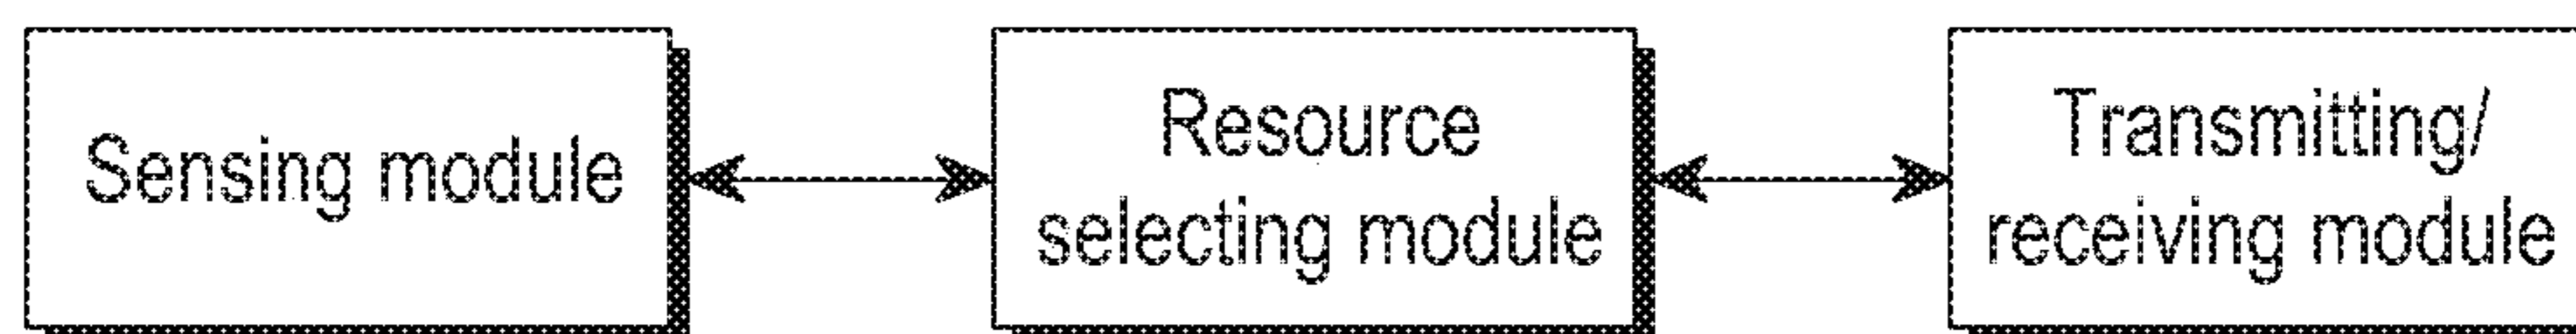 Sensing module
Resource
selecting module
Transmitting/
receiving module